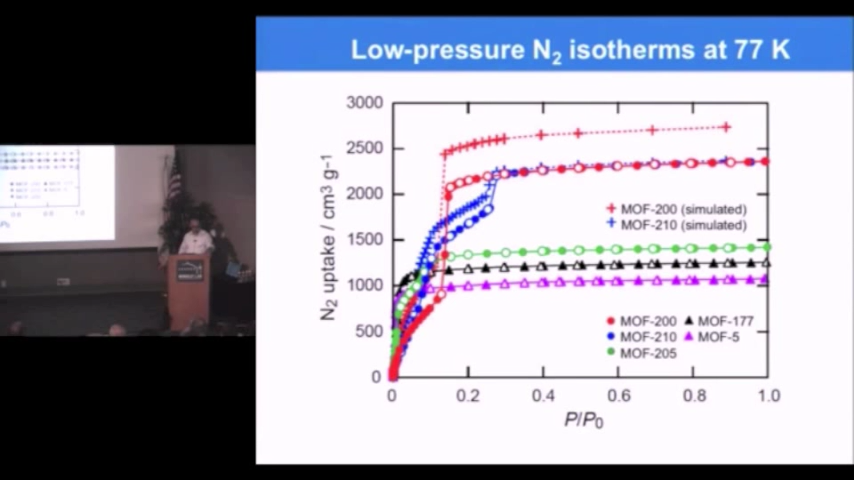 Low-pressure N₂ isotherms at 77 K
3000
2500
2000
1500
1000
500
0
N₂ uptake / cm³ g⁻¹
MOF-200 (simulated)
MOF-210 (simulated)
MOF-200 MOF-177
MOF-210 MOF-5
MOF-205
0 0.2 0.4 0.6 0.8 1.0
P/P₀